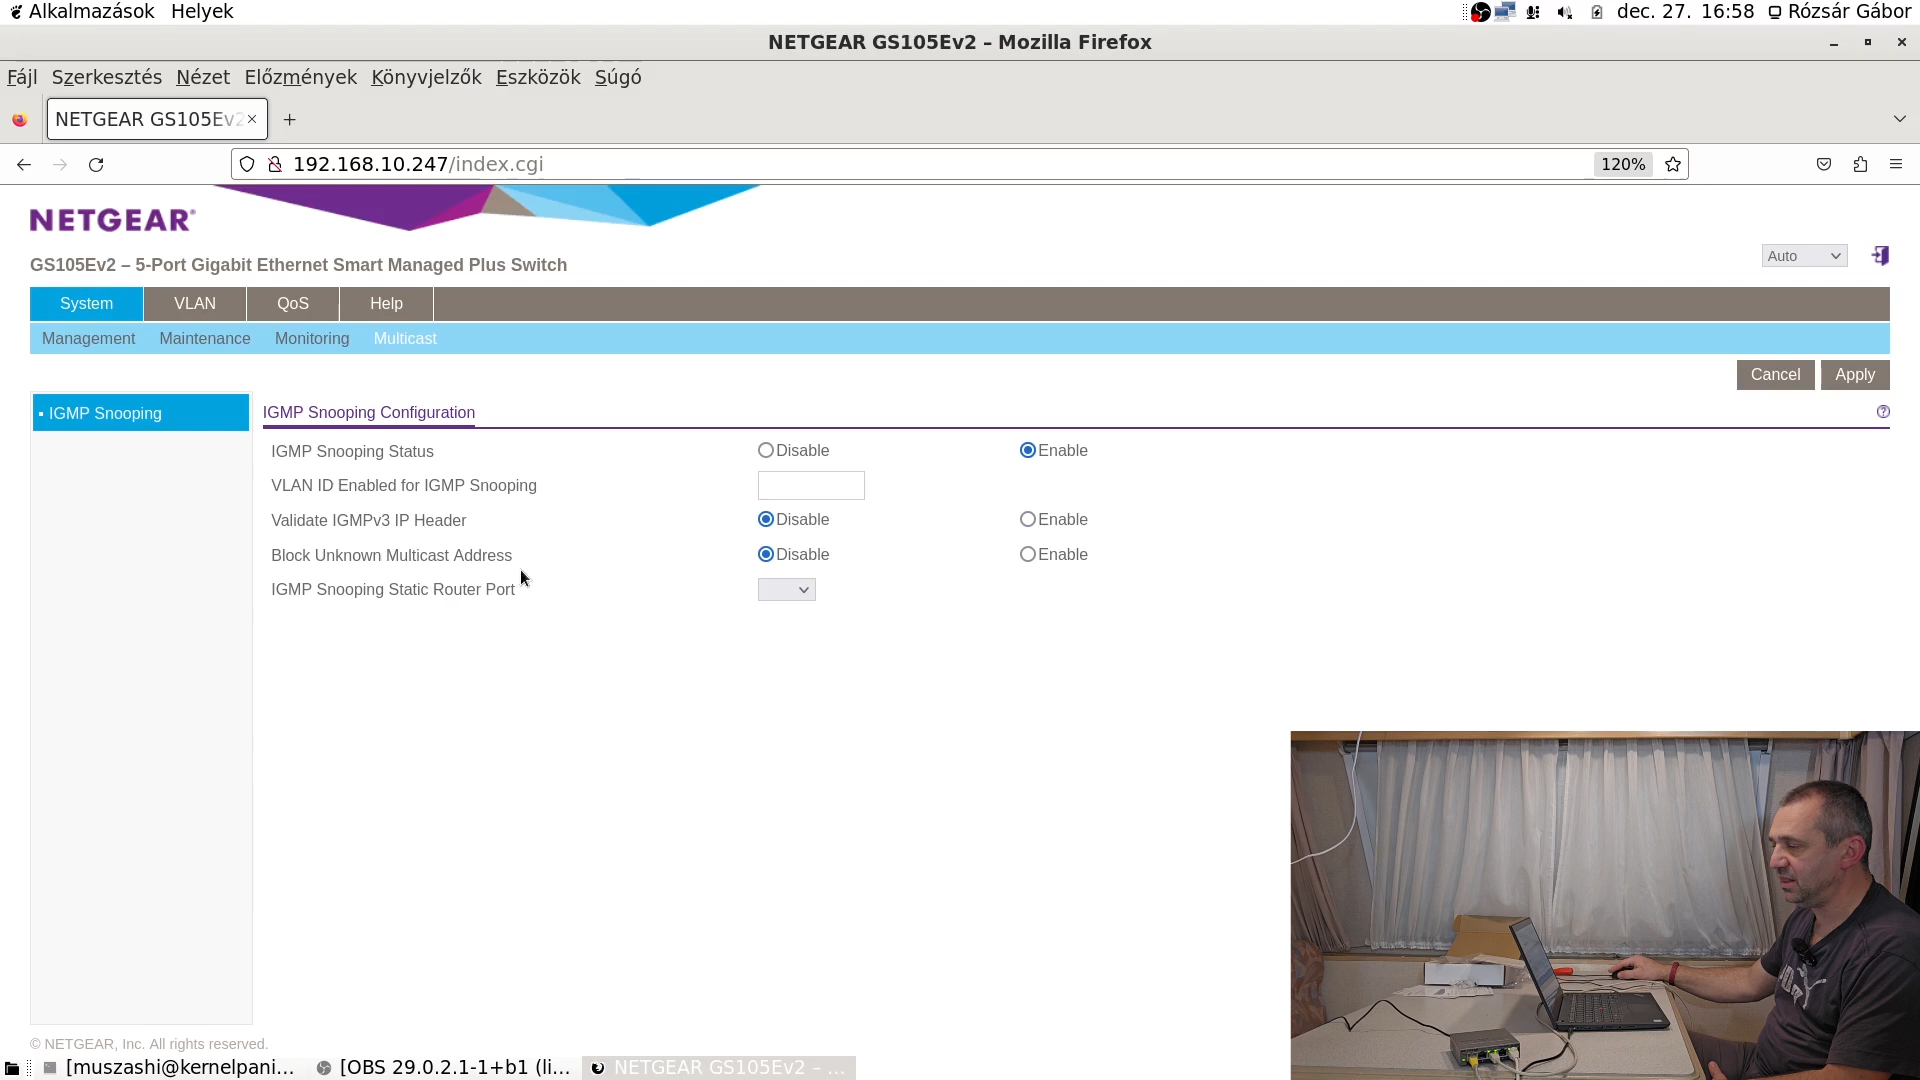 Alkalmazások Helyek dec. 27. 16:58 Rózsár Gábor
NETGEAR GS105Ev2 – Mozilla Firefox
Fájl Szerkesztés Nézet Előzmények Könyvjelzők Eszközök Súgó
NETGEAR GS105Ev2
192.168.10.247/index.cgi 120%
NETGEAR
GS105Ev2 – 5-Port Gigabit Ethernet Smart Managed Plus Switch Auto
System VLAN QoS Help
Management Maintenance Monitoring Multicast
Cancel Apply
IGMP Snooping
IGMP Snooping Configuration
IGMP Snooping Status Disable Enable
VLAN ID Enabled for IGMP Snooping
Validate IGMPv3 IP Header Disable Enable
Block Unknown Multicast Address Disable Enable
IGMP Snooping Static Router Port
© NETGEAR, Inc. All rights reserved.
[muszashi@kernelpani... [OBS 29.0.2.1-1+b1 (li... NETGEAR GS105Ev2 – ...